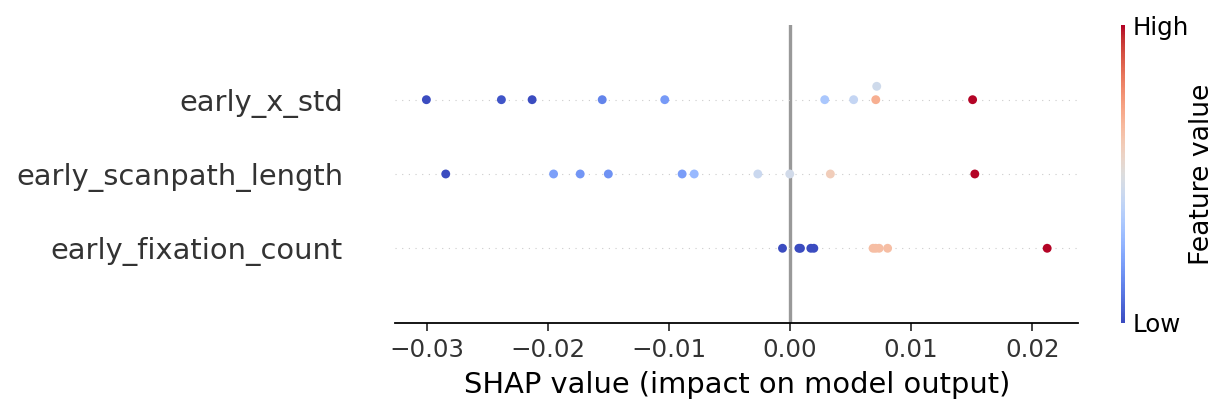 High
early_x_std
early_scanpath_length
early_fixation_count
Feature value
Low
−0.03 −0.02 −0.01 0.00 0.01 0.02
SHAP value (impact on model output)